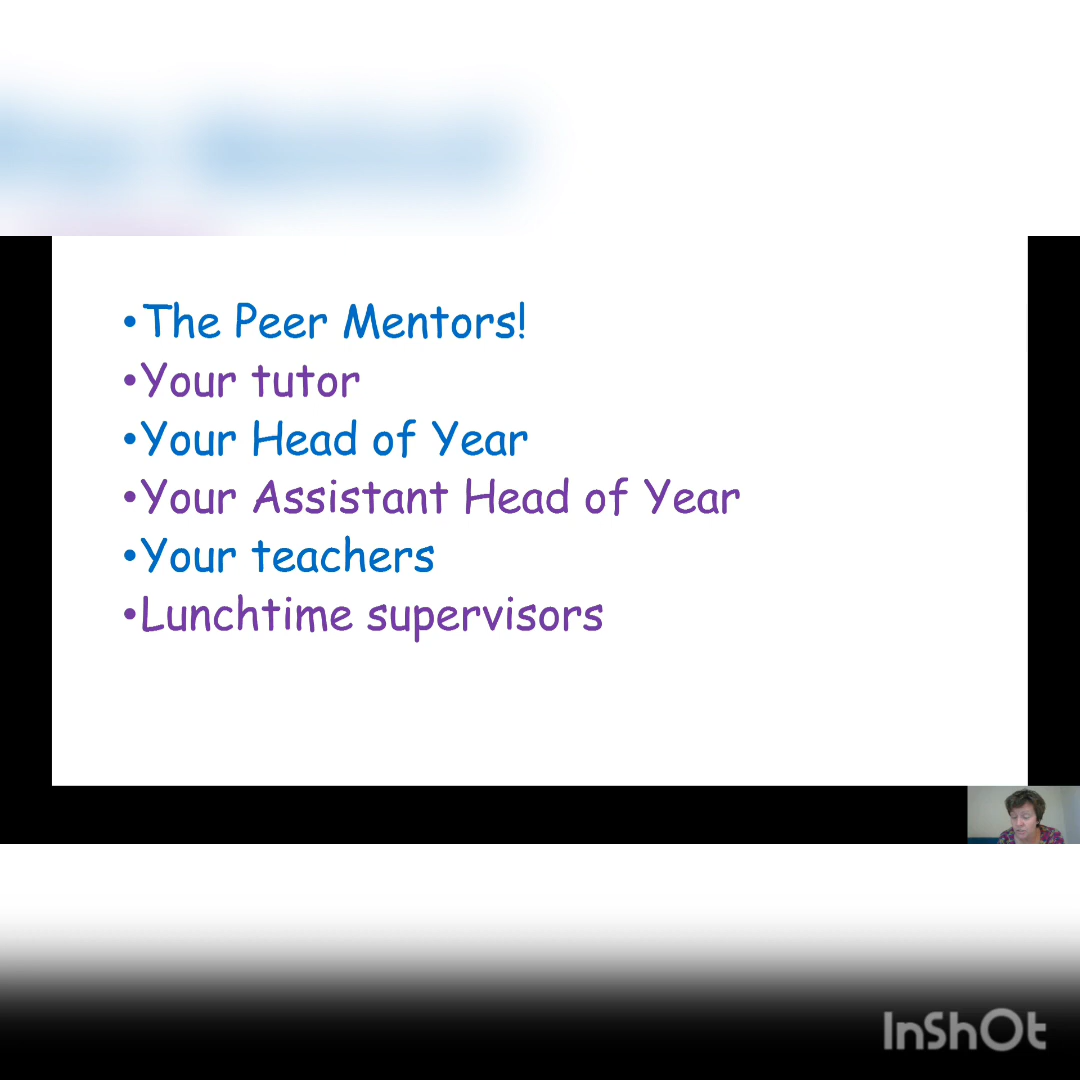 •The Peer Mentors!
•Your tutor
•Your Head of Year
•Your Assistant Head of Year
•Your teachers
•Lunchtime supervisors
InShOt